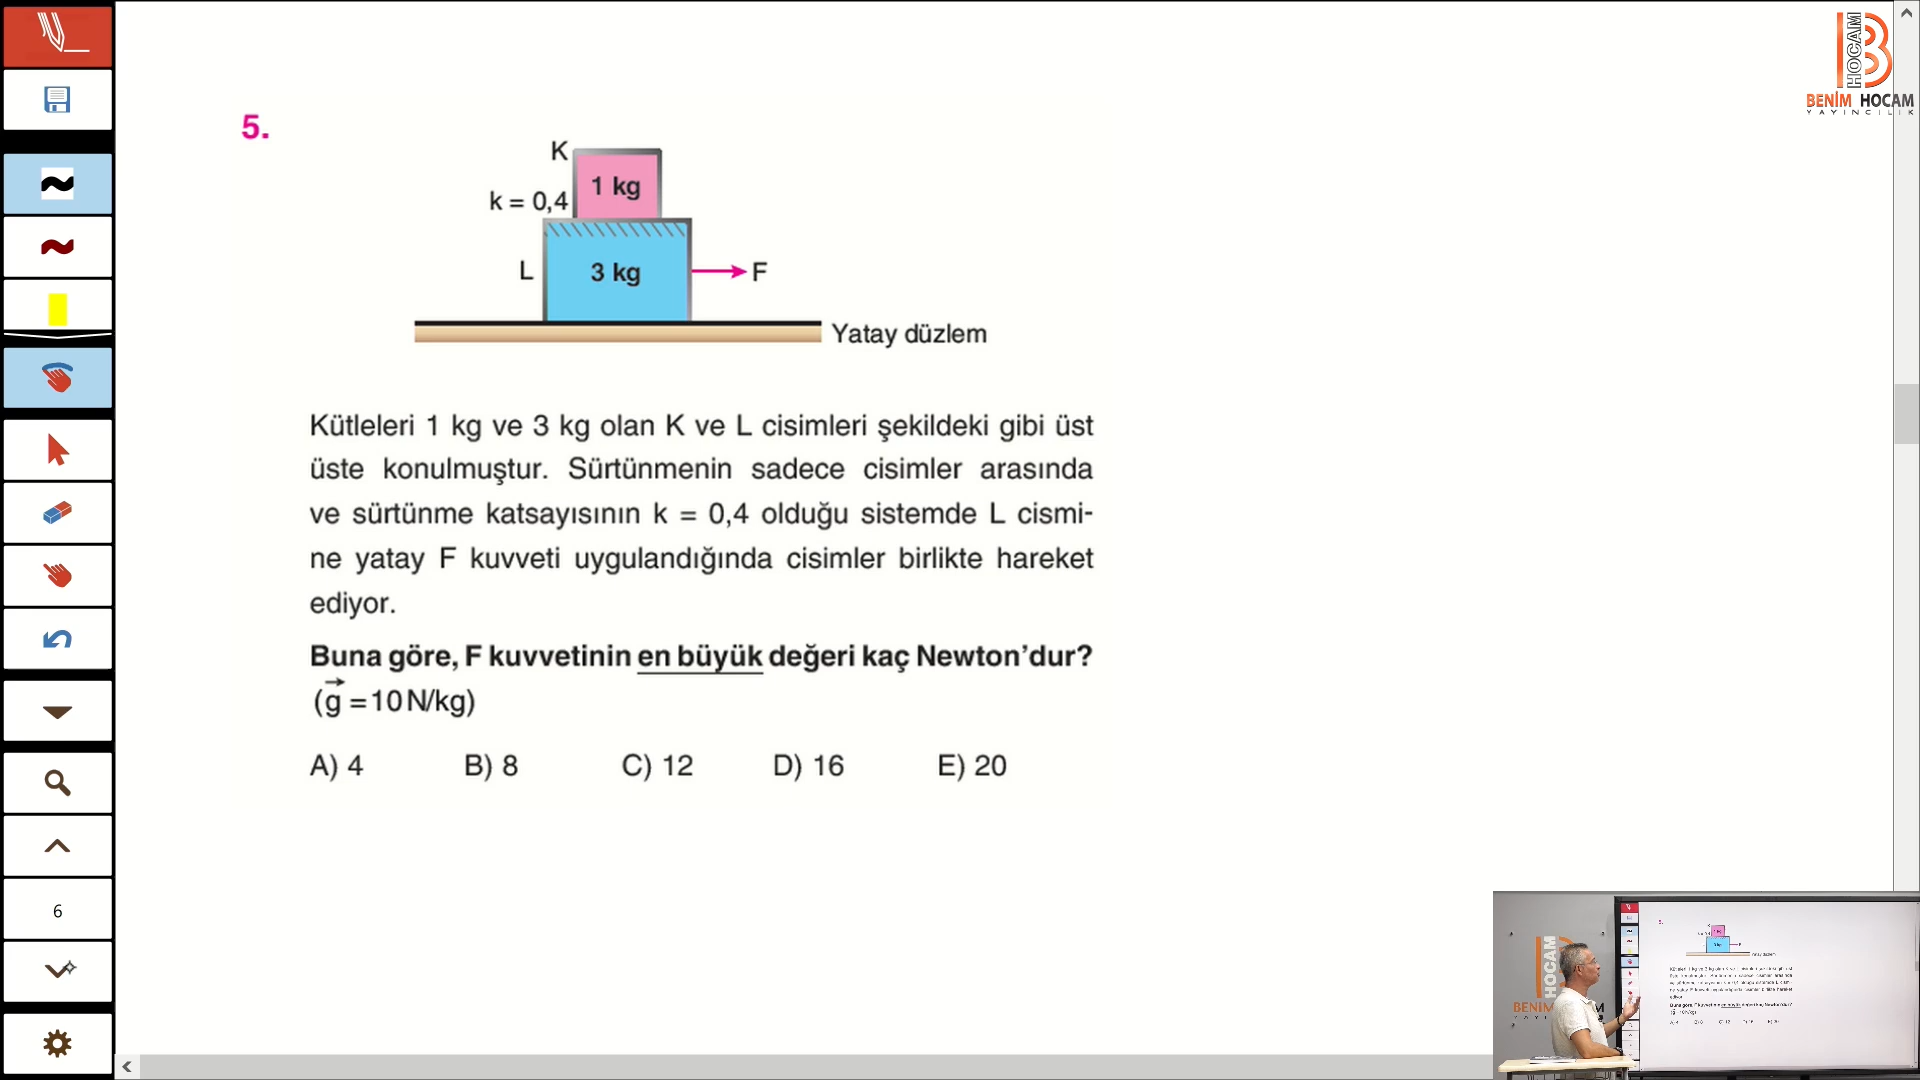 HOCAM
BENİM HOCAM
YAYINCILIK
5.
K
1 kg
k = 0,4
L
3 kg
F
Yatay düzlem
Kütleleri 1 kg ve 3 kg olan K ve L cisimleri şekildeki gibi üst
üste konulmuştur. Sürtünmenin sadece cisimler arasında
ve sürtünme katsayısının k = 0,4 olduğu sistemde L cismi-
ne yatay F kuvveti uygulandığında cisimler birlikte hareket
ediyor.
Buna göre, F kuvvetinin en büyük değeri kaç Newton'dur?
(g⃗ = 10 N/kg)
A) 4 B) 8 C) 12 D) 16 E) 20
6
HOCAM